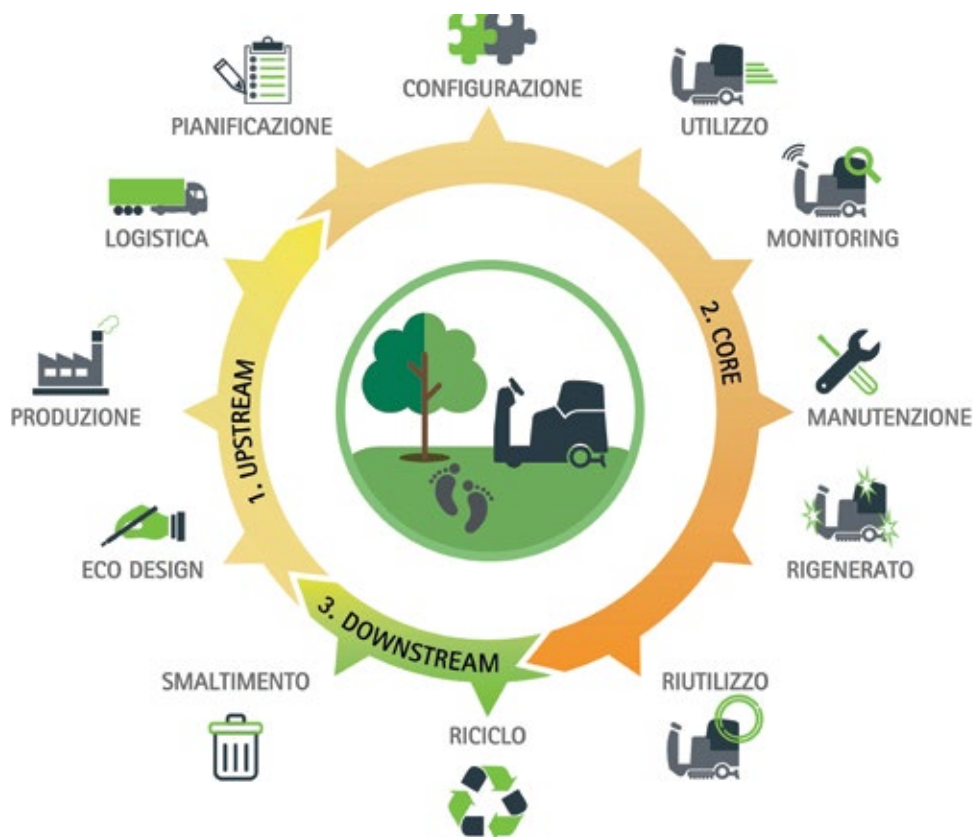 CONFIGURAZIONE
PIANIFICAZIONE
UTILIZZO
LOGISTICA
MONITORING
1. UPSTREAM
2. CORE
PRODUZIONE
MANUTENZIONE
ECO DESIGN
RIGENERATO
3. DOWNSTREAM
SMALTIMENTO
RIUTILIZZO
RICICLO